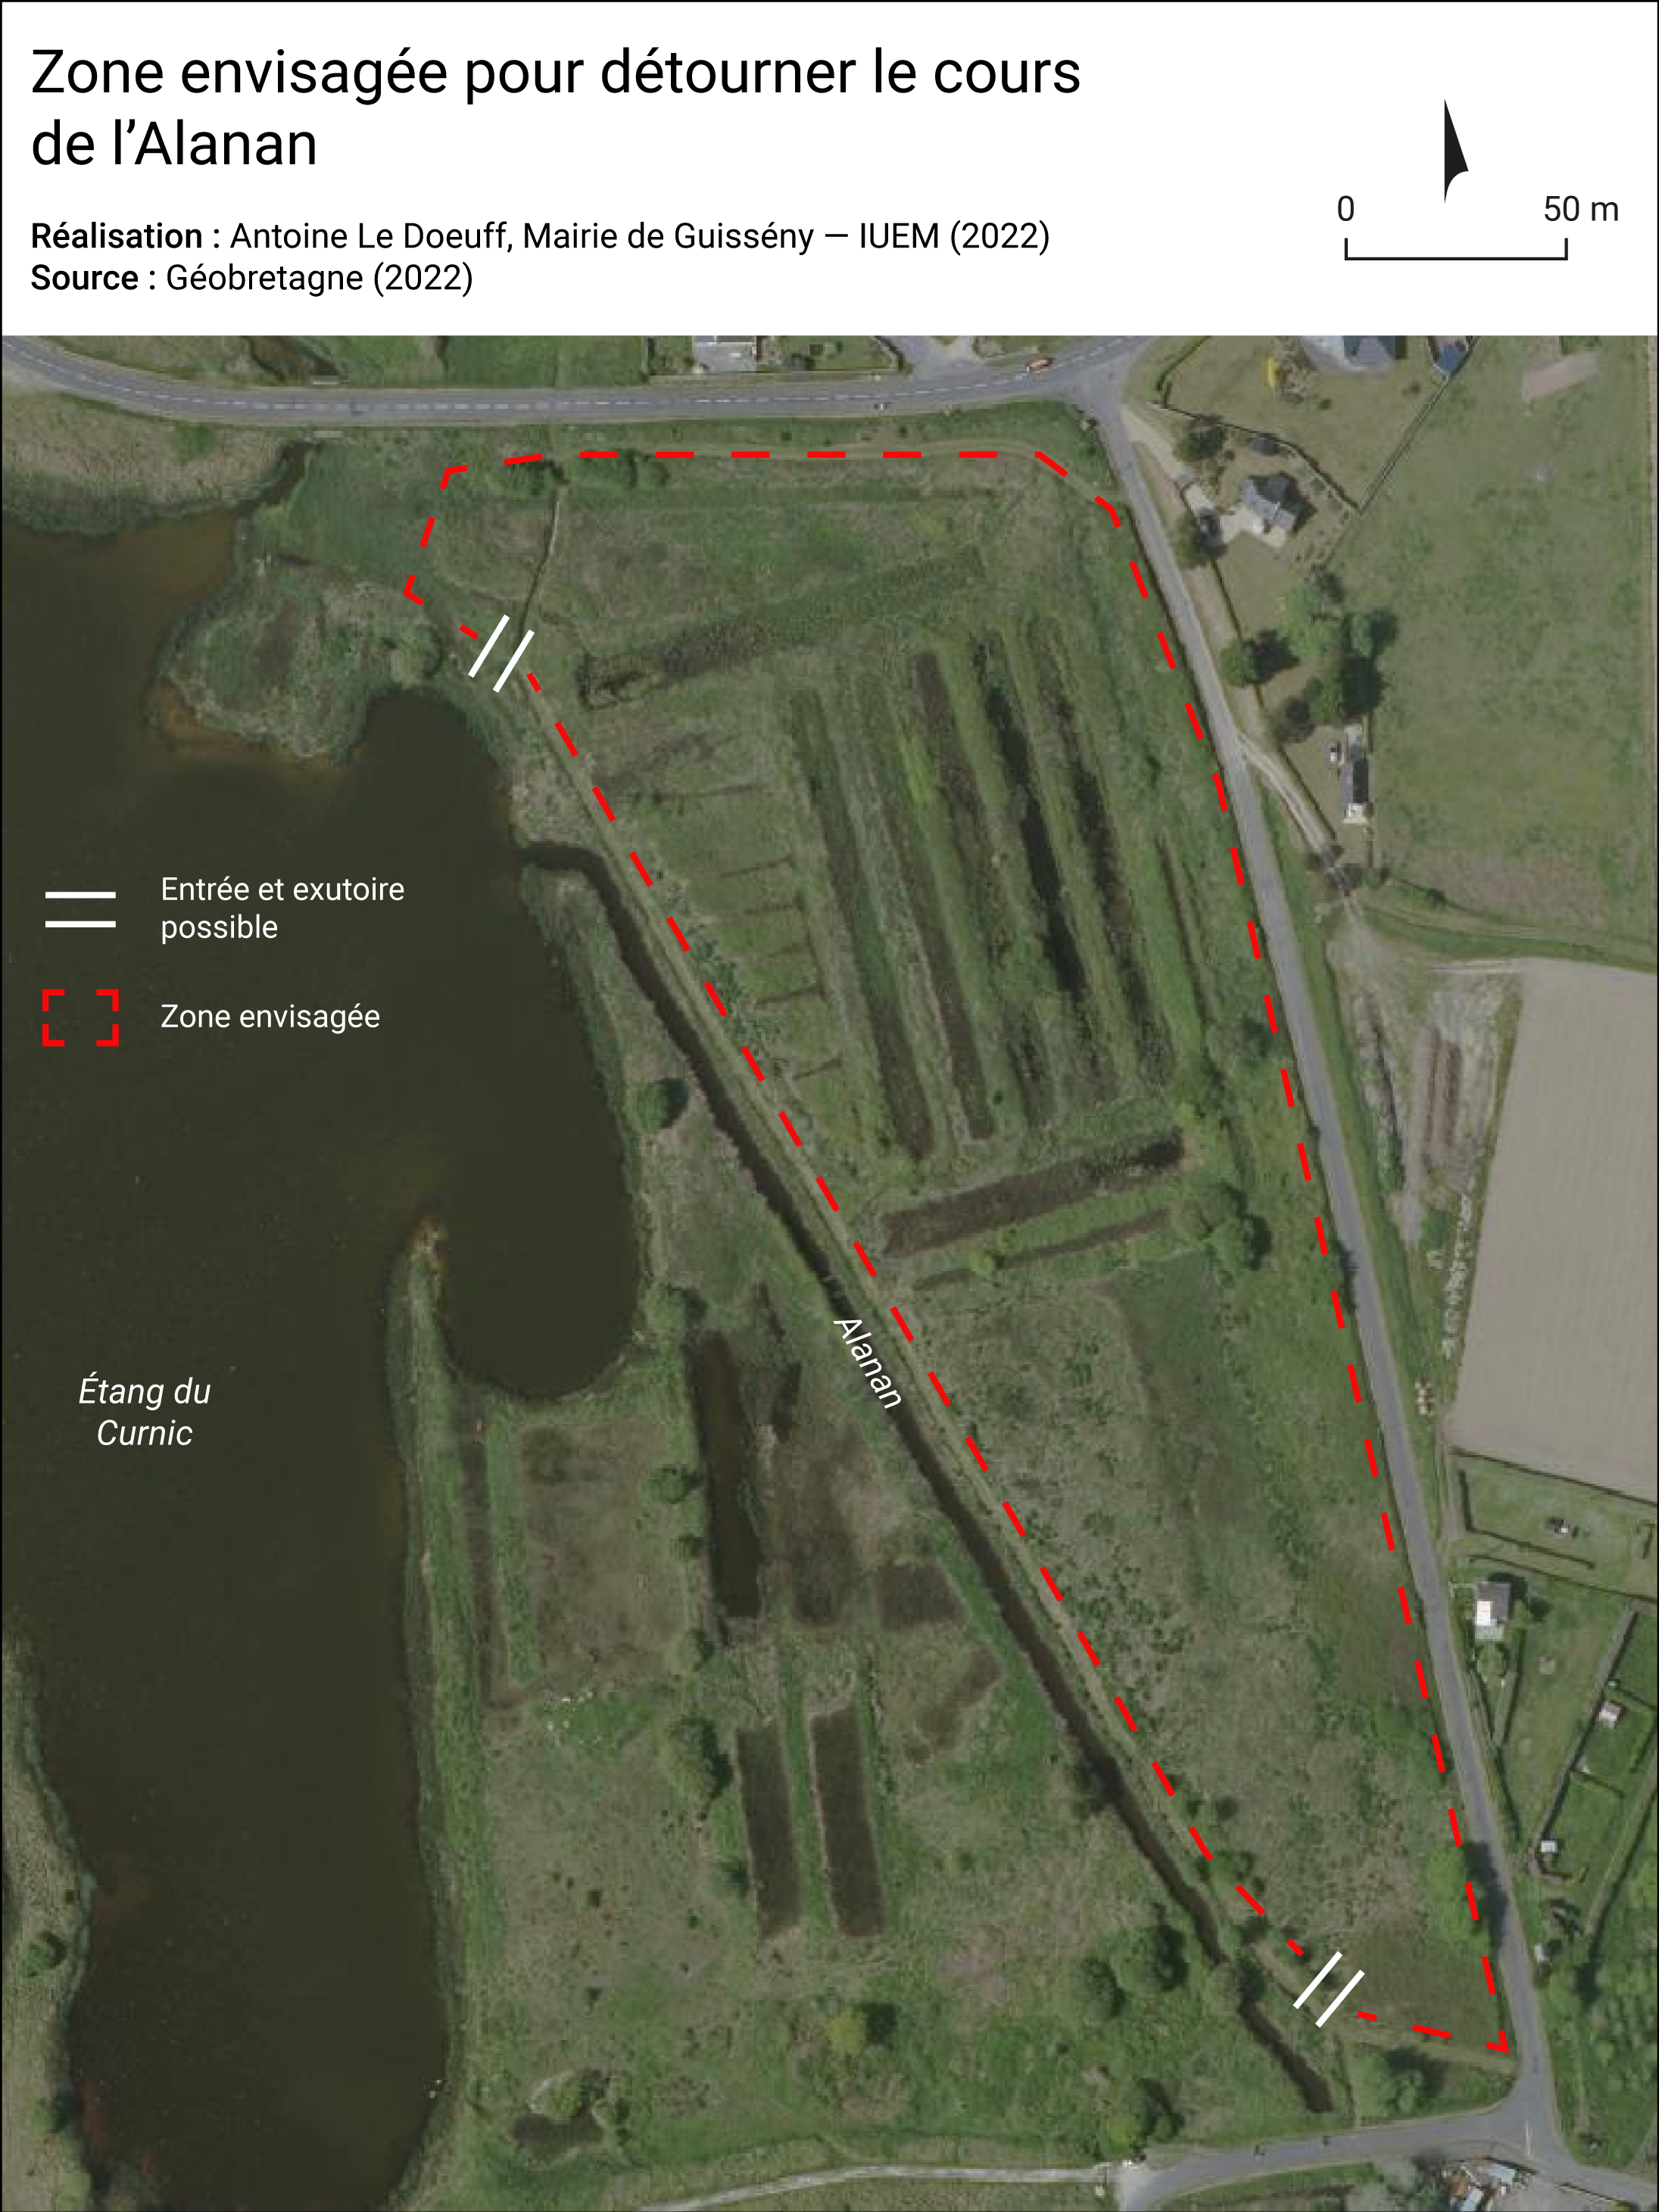 Zone envisagée pour détourner le cours
de l’Alanan
Réalisation : Antoine Le Doeuff, Mairie de Guissény — IUEM (2022)
Source : Géobretagne (2022)
0 50 m
Entrée et exutoire
possible
Zone envisagée
Alanan
Étang du
Curnic